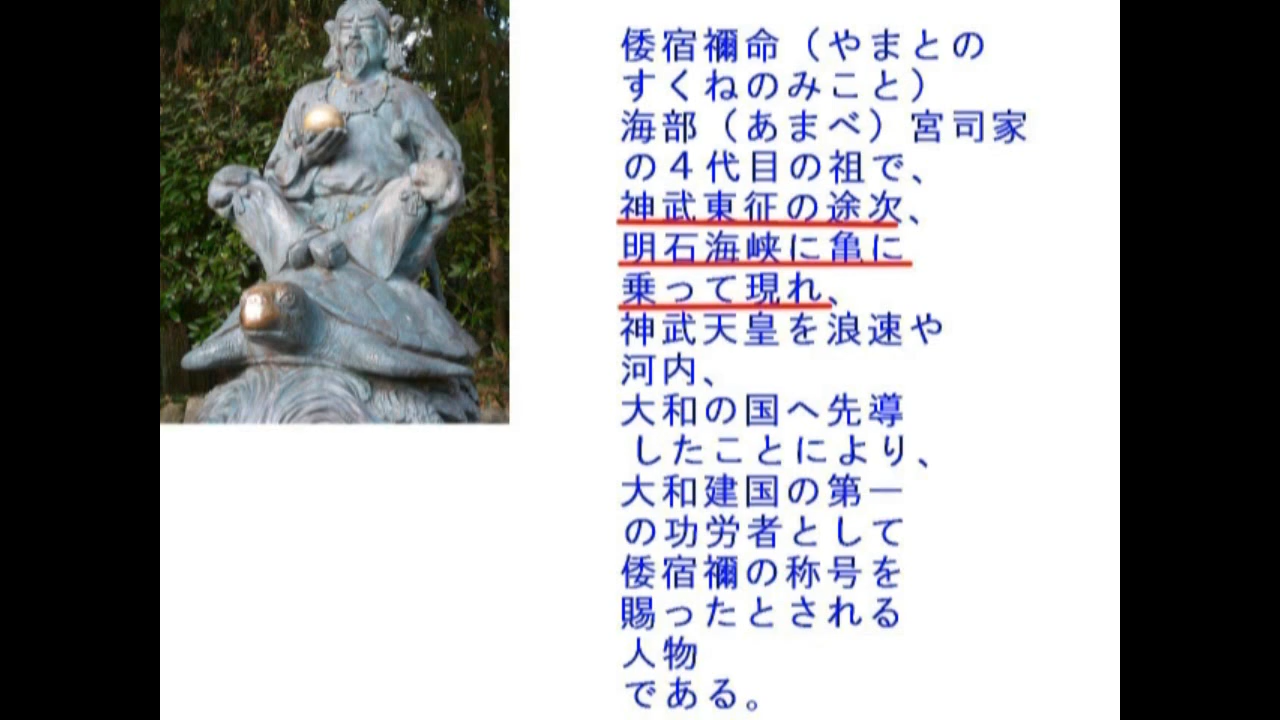 倭宿禰命（やまとの
すくねのみこと）
海部（あまべ）宮司家
の４代目の祖で、
神武東征の途次、
明石海峡に亀に
乗って現れ、
神武天皇を浪速や
河内、
大和の国へ先導
したことにより、
大和建国の第一
の功労者として
倭宿禰の称号を
賜ったとされる
人物
である。